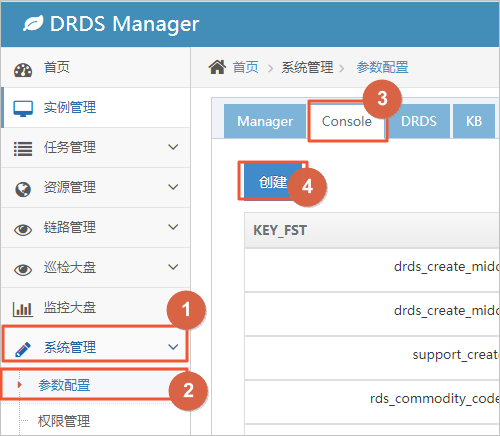 DRDS Manager
首页
实例管理
任务管理
资源管理
链路管理
巡检大盘
监控大盘
1
系统管理
参数配置
2
权限管理
首页 > 系统管理 > 参数配置
3
Manager Console DRDS KB
创建
4
KEY_FST
drds_create_midd
drds_create_midd
support_creat
rds_commodity_code